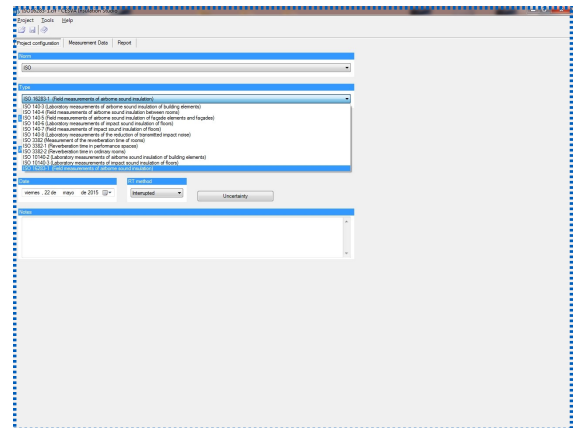 ISO16283-1.en - CESVA Insulation Studio
Project Tools Help
Project configuration Measurement Data Report
Norm
ISO
Type
ISO 16283-1 (Field measurements of airborne sound insulation)
ISO 140-3 (Laboratory measurements of airborne sound insulation of building elements)
ISO 140-4 (Field measurements of airborne sound insulation between rooms)
ISO 140-5 (Field measurements of airborne sound insulation of façade elements and façades)
ISO 140-6 (Laboratory measurements of impact sound insulation of floors)
ISO 140-7 (Field measurements of impact sound insulation of floors)
ISO 140-8 (Laboratory measurements of the reduction of transmitted impact noise)
ISO 3382 (Measurement of the reverberation time of rooms)
ISO 3382-1 (Reverberation time in performance spaces)
ISO 3382-2 (Reverberation time in ordinary rooms)
ISO 10140-2 (Laboratory measurements of airborne sound insulation of building elements)
ISO 10140-3 (Laboratory measurements of impact sound insulation of floors)
ISO 16283-1 (Field measurements of airborne sound insulation)
Date RT method
viernes , 22 de mayo de 2015 Interrupted Uncertainty
Notes